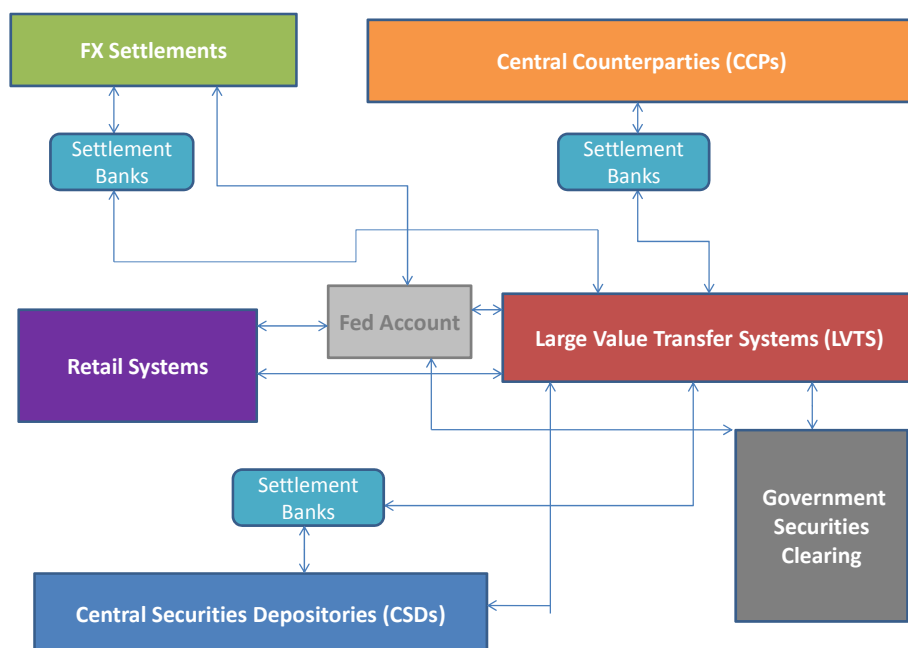 FX Settlements
Central Counterparties (CCPs)
Settlement
Banks
Settlement
Banks
Fed Account
Large Value Transfer Systems (LVTS)
Retail Systems
Settlement
Banks
Government
Securities
Clearing
Central Securities Depositories (CSDs)